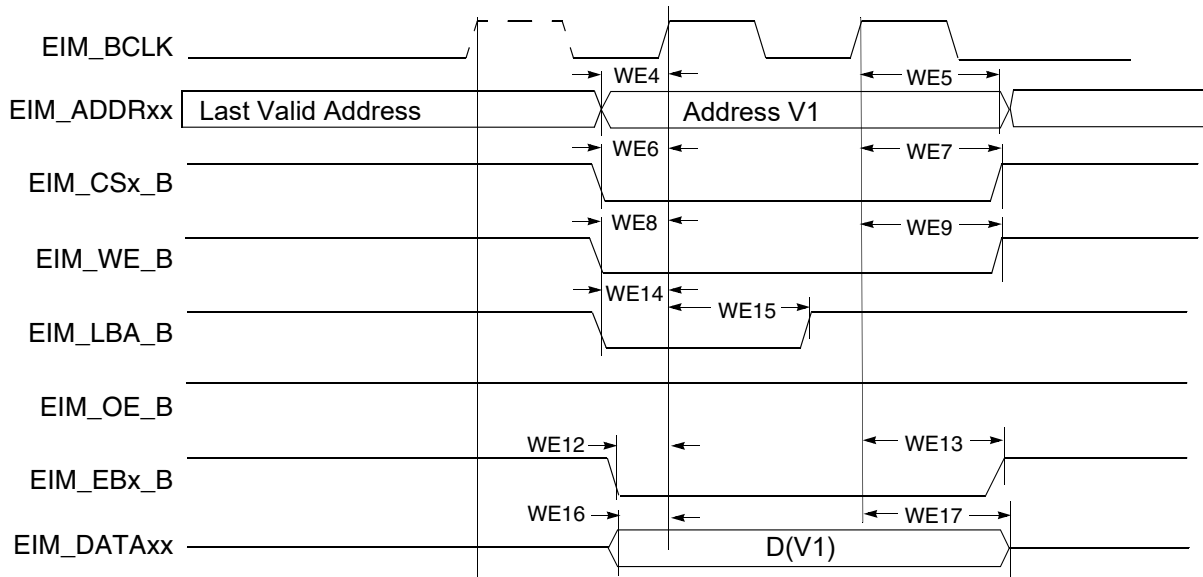 EIM_BCLK
WE4
WE5
EIM_ADDRxx
Last Valid Address
Address V1
WE6
WE7
EIM_CSx_B
WE8
WE9
EIM_WE_B
WE14
WE15
EIM_LBA_B
EIM_OE_B
WE12
WE13
EIM_EBx_B
WE16
WE17
EIM_DATAxx
D(V1)